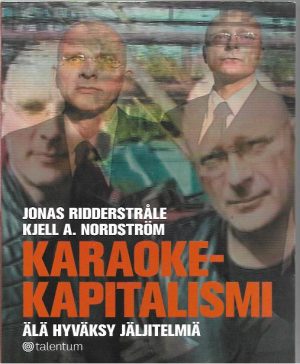 JONAS RIDDERSTRÅLE
KJELL A. NORDSTRÖM
KARAOKE-
KAPITALISMI
ÄLÄ HYVÄKSY JÄLJITELMIÄ
talentum